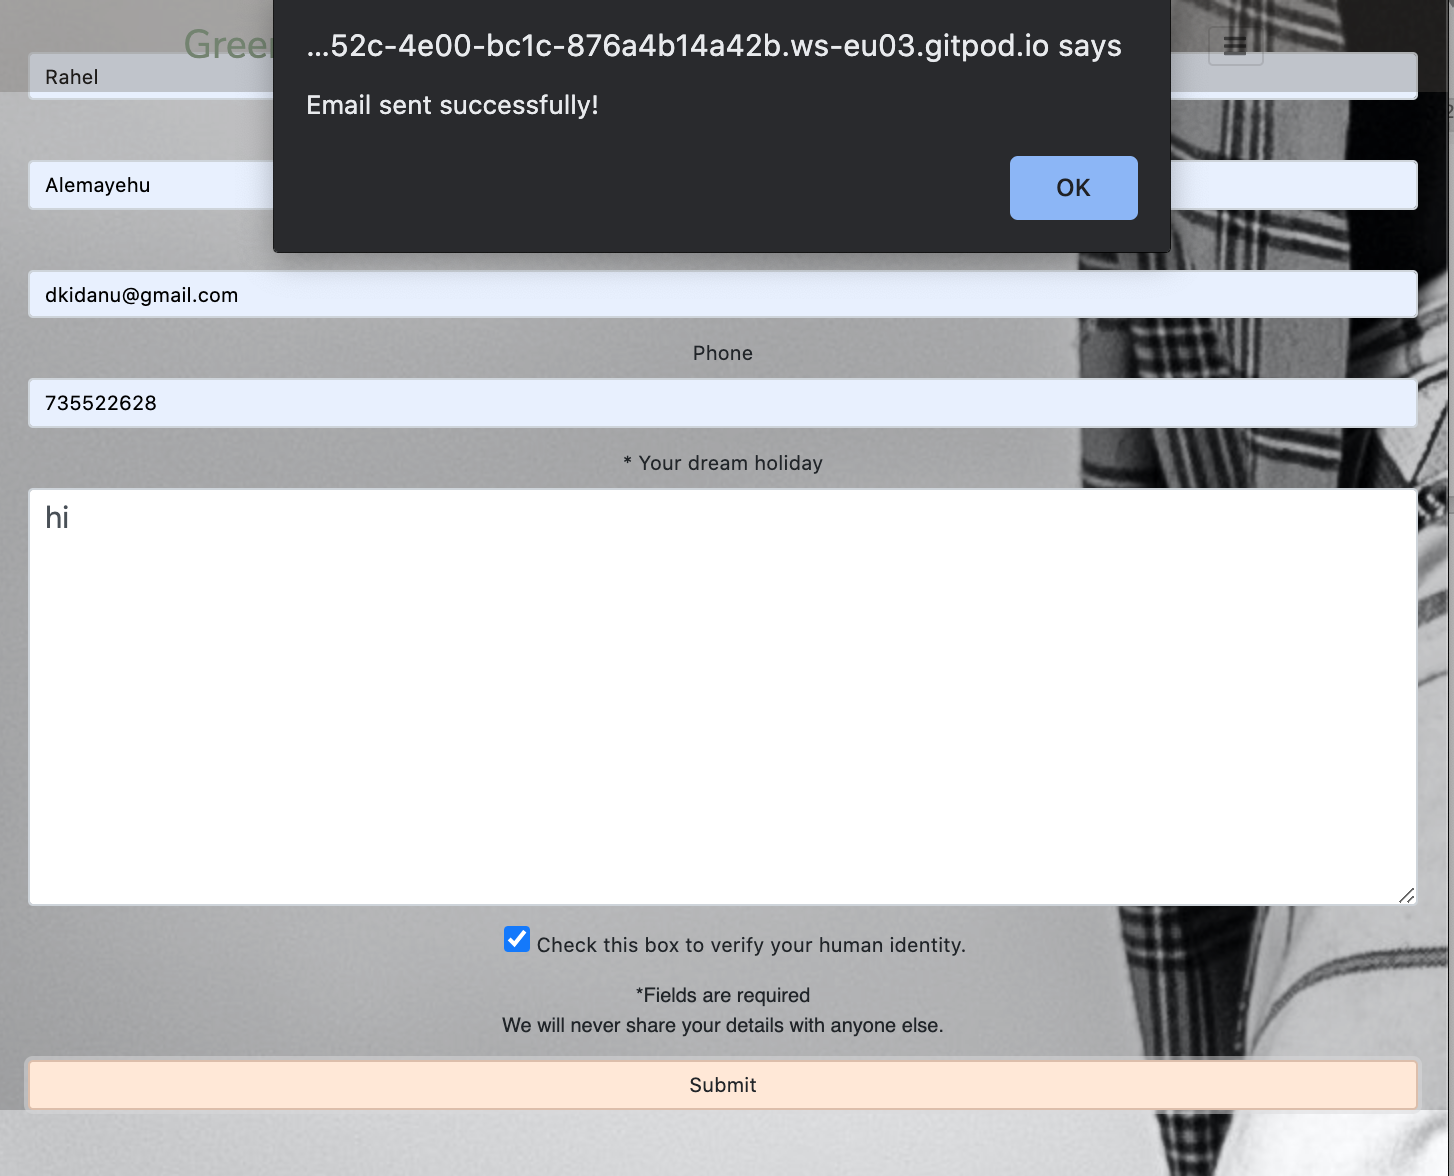 ...52c-4e00-bc1c-876a4b14a42b.ws-eu03.gitpod.io says
Email sent successfully!
OK
Rahel
Alemayehu
dkidanu@gmail.com
Phone
735522628
* Your dream holiday
hi
Check this box to verify your human identity.
*Fields are required
We will never share your details with anyone else.
Submit